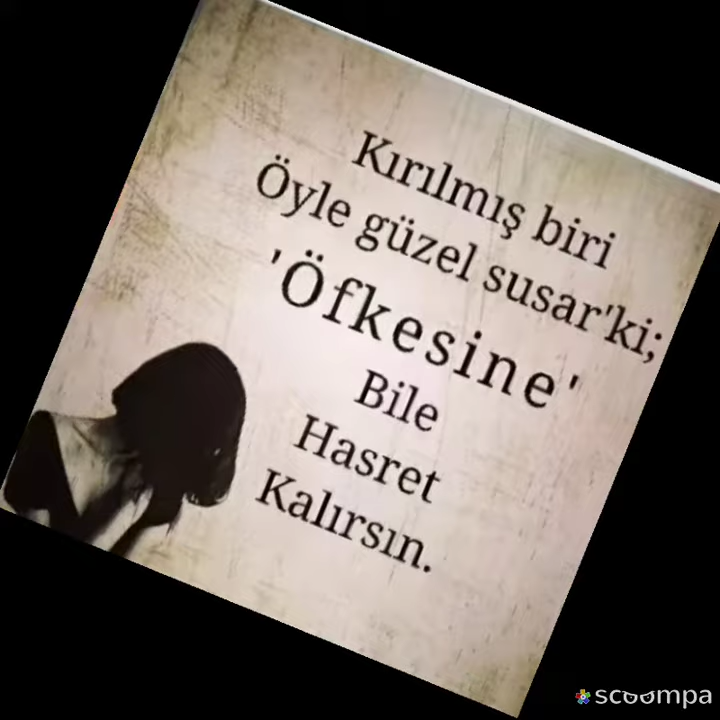 Kırılmış biri
Öyle güzel susar'ki;
'Öfkesine'
Bile
Hasret
Kalırsın.
scoompa